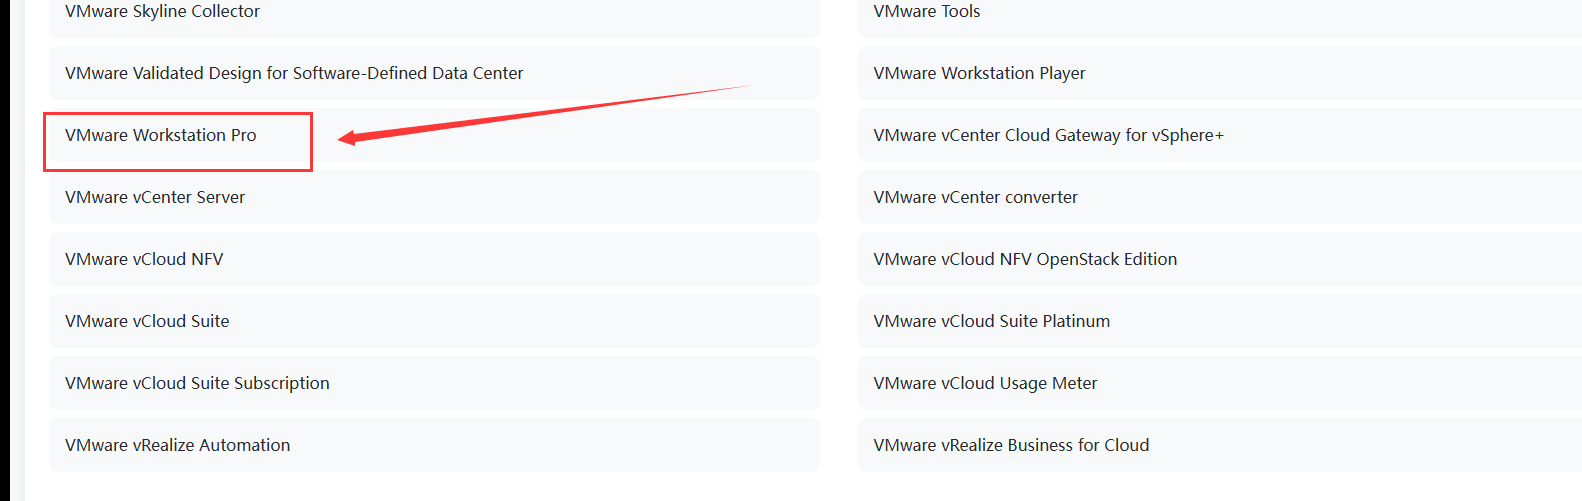 VMware Skyline Collector
VMware Tools
VMware Validated Design for Software-Defined Data Center
VMware Workstation Player
VMware Workstation Pro
VMware vCenter Cloud Gateway for vSphere+
VMware vCenter Server
VMware vCenter converter
VMware vCloud NFV
VMware vCloud NFV OpenStack Edition
VMware vCloud Suite
VMware vCloud Suite Platinum
VMware vCloud Suite Subscription
VMware vCloud Usage Meter
VMware vRealize Automation
VMware vRealize Business for Cloud